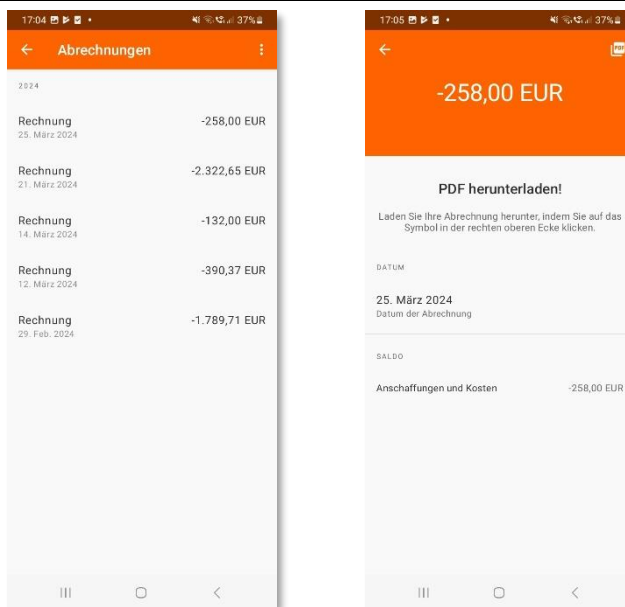 17:04 37%
Abrechnungen
2024
Rechnung -258,00 EUR
25. März 2024
Rechnung -2.322,65 EUR
21. März 2024
Rechnung -132,00 EUR
14. März 2024
Rechnung -390,37 EUR
12. März 2024
Rechnung -1.789,71 EUR
29. Feb. 2024
17:05 37%
PDF
-258,00 EUR
PDF herunterladen!
Laden Sie Ihre Abrechnung herunter, indem Sie auf das
Symbol in der rechten oberen Ecke klicken.
DATUM
25. März 2024
Datum der Abrechnung
SALDO
Anschaffungen und Kosten -258,00 EUR